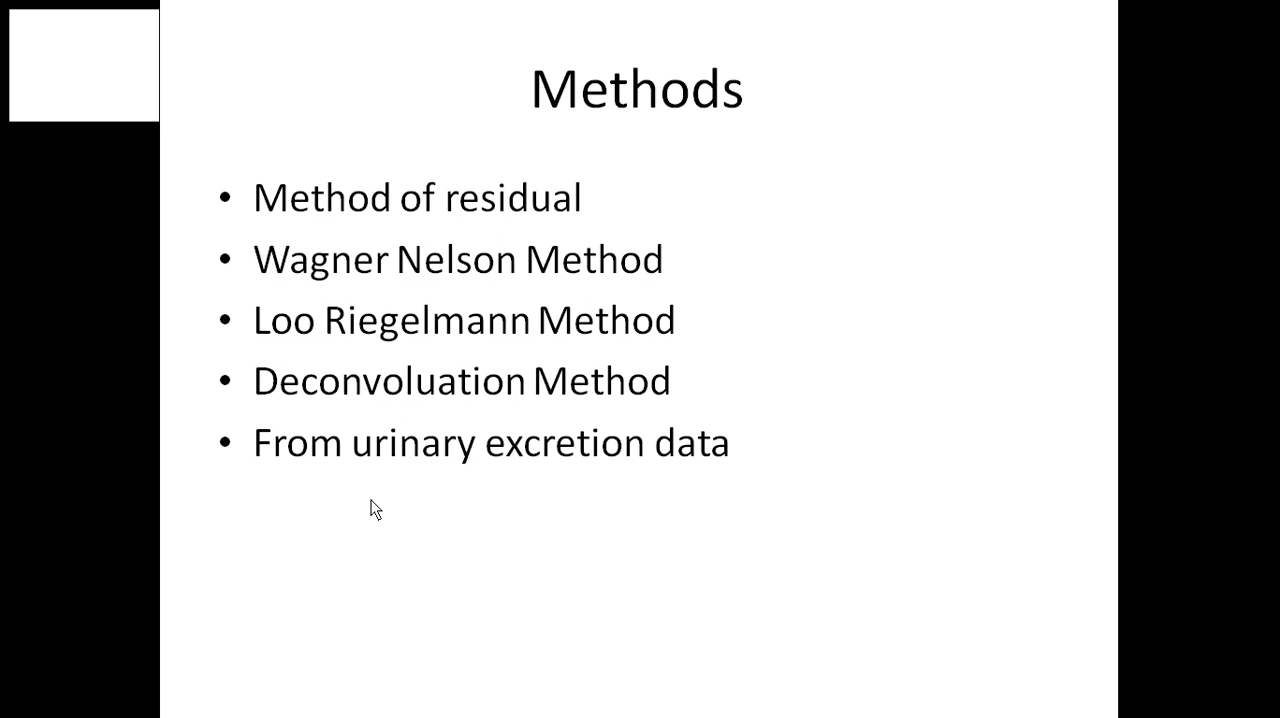 Methods
• Method of residual
• Wagner Nelson Method
• Loo Riegelmann Method
• Deconvoluation Method
• From urinary excretion data